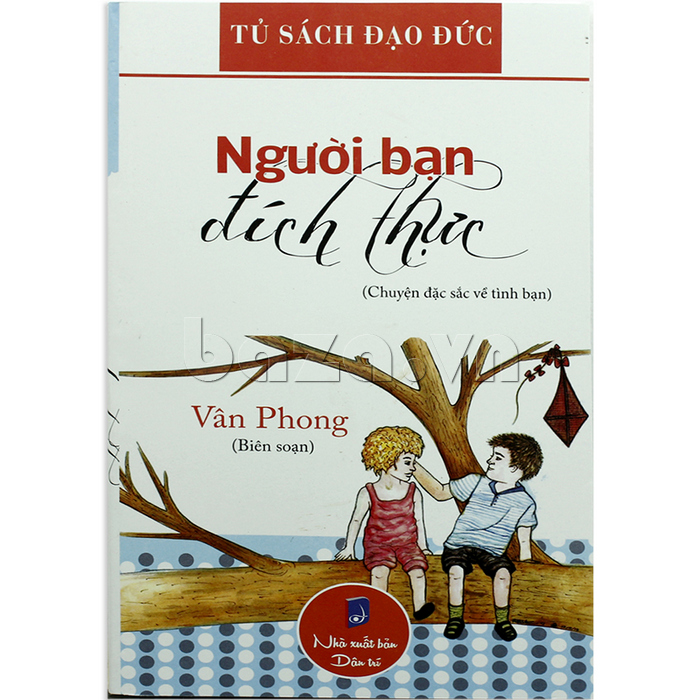 TỦ SÁCH ĐẠO ĐỨC
Người bạn
đích thực
(Chuyện đặc sắc về tình bạn)
baza.vn
Vân Phong
(Biên soạn)
Nhà xuất bản
Dân trí